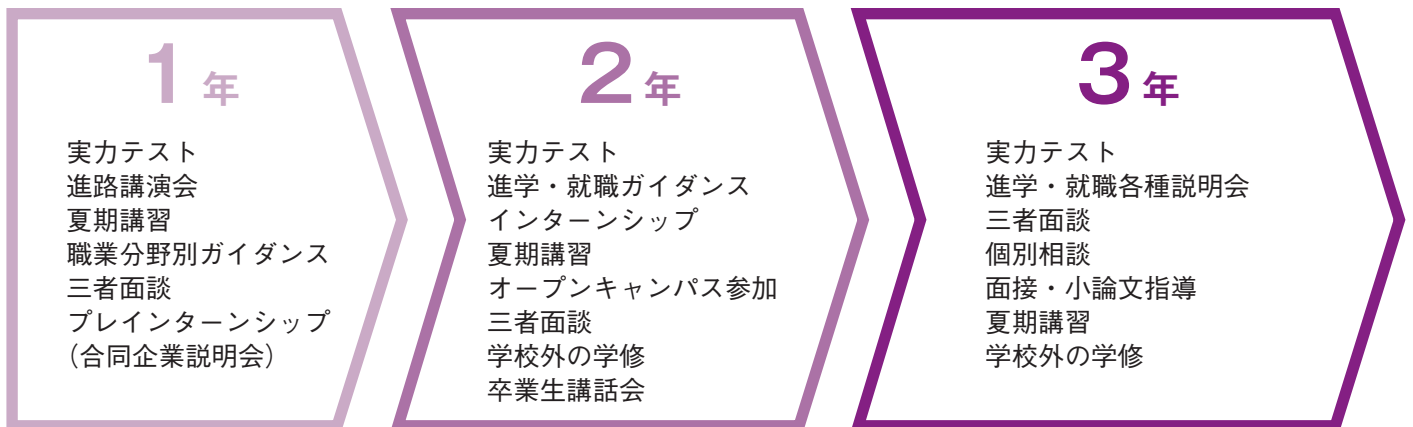 1年
実力テスト
進路講演会
夏期講習
職業分野別ガイダンス
三者面談
プレインターンシップ
(合同企業説明会)
2年
実力テスト
進学・就職ガイダンス
インターンシップ
夏期講習
オープンキャンパス参加
三者面談
学校外の学修
卒業生講話会
3年
実力テスト
進学・就職各種説明会
三者面談
個別相談
面接・小論文指導
夏期講習
学校外の学修